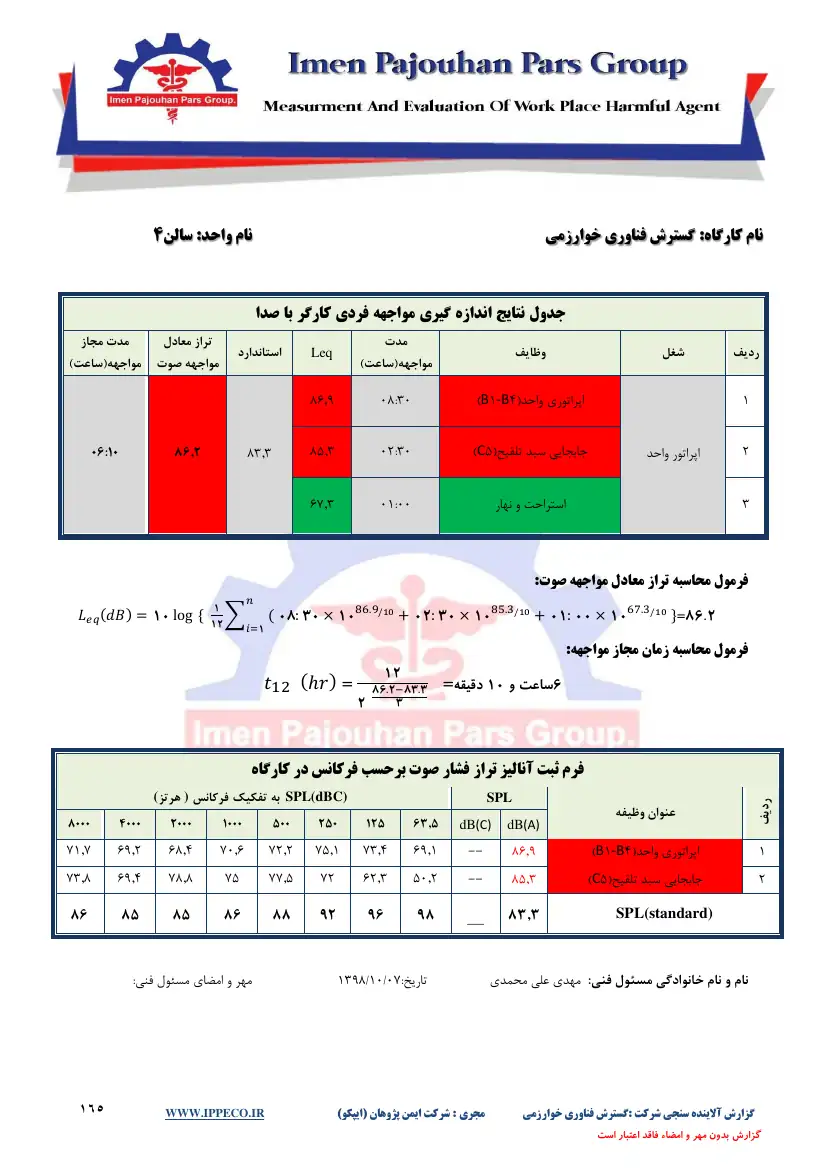 Imen Pajouhan Pars Group
Imen Pajouhan Pars Group.
Measurment And Evaluation Of Work Place Harmful Agent
نام کارگاه: گسترش فناوری خوارزمی نام واحد: سالن۴
جدول نتایج اندازه گیری مواجهه فردی کارگر با صدا
ردیف شغل وظایف مدت مواجهه(ساعت) Leq استاندارد تراز معادل مواجهه صوت مدت مجاز مواجهه(ساعت)
۱ اپراتوزی واحد(B۱-B۴) ۰۸:۳۰ ۸۶,۹
۲ اپراتور واحد جابجایی سبد تلقیح(C۵) ۰۲:۳۰ ۸۵,۳ ۸۳,۳ ۸۶,۲ ۰۶:۱۰
۳ استراحت و نهار ۰۱:۰۰ ۶۷,۳
فرمول محاسبه تراز معادل مواجهه صوت:
L_eq(dB) = ۱۰ log { ۱/۱۲ ∑_{i=۱}^{n} ( ۰۸: ۳۰ × ۱۰^{86.9/۱۰} + ۰۲: ۳۰ × ۱۰^{85.3/۱۰} + ۰۱: ۰۰ × ۱۰^{67.3/۱۰} }=۸۶.۲
فرمول محاسبه زمان مجاز مواجهه:
t_12 (hr) = ۱۲ / ۲^{(۸۶.۲−۸۳.۳)/۳} =۶ساعت و ۱۰ دقیقه
Imen Pajouhan Pars Group.
فرم ثبت آنالیز تراز فشار صوت برحسب فرکانس در کارگاه
ردیف عنوان وظیفه SPL SPL(dBC) به تفکیک فرکانس ( هرتز)
dB(A) dB(C) ۶۳,۵ ۱۲۵ ۲۵۰ ۵۰۰ ۱۰۰۰ ۲۰۰۰ ۴۰۰۰ ۸۰۰۰
۱ اپراتوری واحد(B۱-B۴) ۸۶,۹ -- ۶۹,۱ ۷۳,۴ ۷۵,۱ ۷۲,۲ ۷۰,۶ ۶۸,۴ ۶۹,۲ ۷۱,۷
۲ جابجایی سبد تلقیح(C۵) ۸۵,۳ -- ۵۰,۲ ۶۲,۳ ۷۲ ۷۷,۵ ۷۵ ۷۸,۸ ۶۹,۴ ۷۳,۸
SPL(standard) ۸۳,۳ __ ۹۸ ۹۶ ۹۲ ۸۸ ۸۶ ۸۵ ۸۵ ۸۶
نام و نام خانوادگی مسئول فنی: مهدی علی محمدی تاریخ:۱۳۹۸/۱۰/۰۷ مهر و امضای مسئول فنی:
گزارش آلاینده سنجی شرکت :گسترش فناوری خوارزمی مجری : شرکت ایمن پژوهان (ایپکو) WWW.IPPECO.IR ١٦٥
گزارش بدون مهر و امضاء فاقد اعتبار است